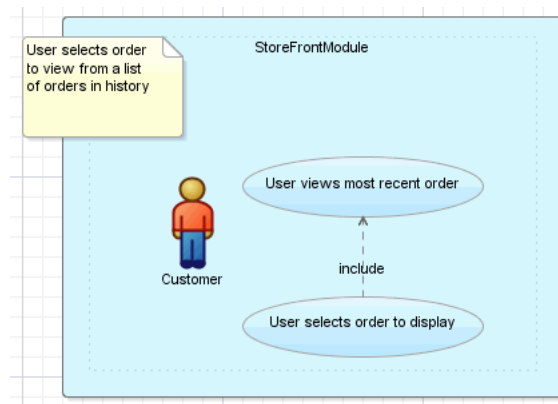 User selects order
to view from a list
of orders in history
StoreFrontModule
User views most recent order
Customer
include
User selects order to display